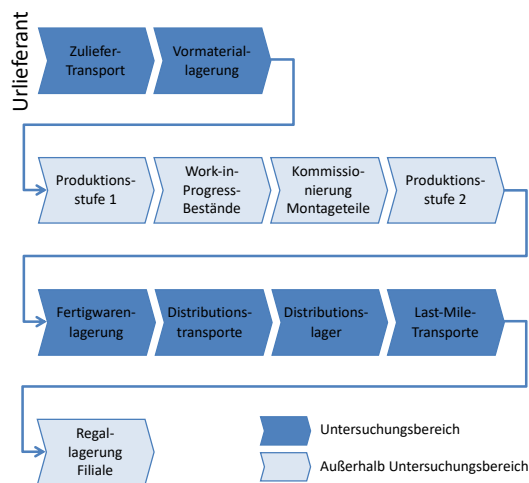 Urlieferant
Zuliefer-
Transport
Vormaterial-
lagerung
Produktions-
stufe 1
Work-in-
Progress-
Bestände
Kommissio-
nierung
Montageteile
Produktions-
stufe 2
Fertigwaren-
lagerung
Distributions-
transporte
Distributions-
lager
Last-Mile-
Transporte
Regal-
lagerung
Filiale
Untersuchungsbereich
Außerhalb Untersuchungsbereich